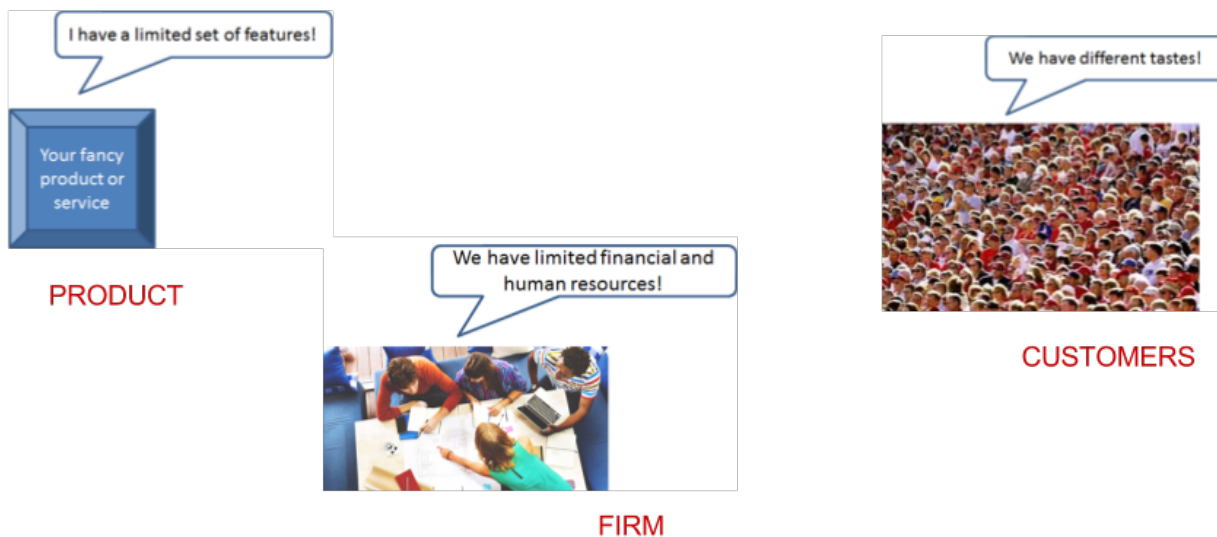 I have a limited set of features!
Your fancy
product or
service
PRODUCT
We have limited financial and
human resources!
FIRM
We have different tastes!
CUSTOMERS